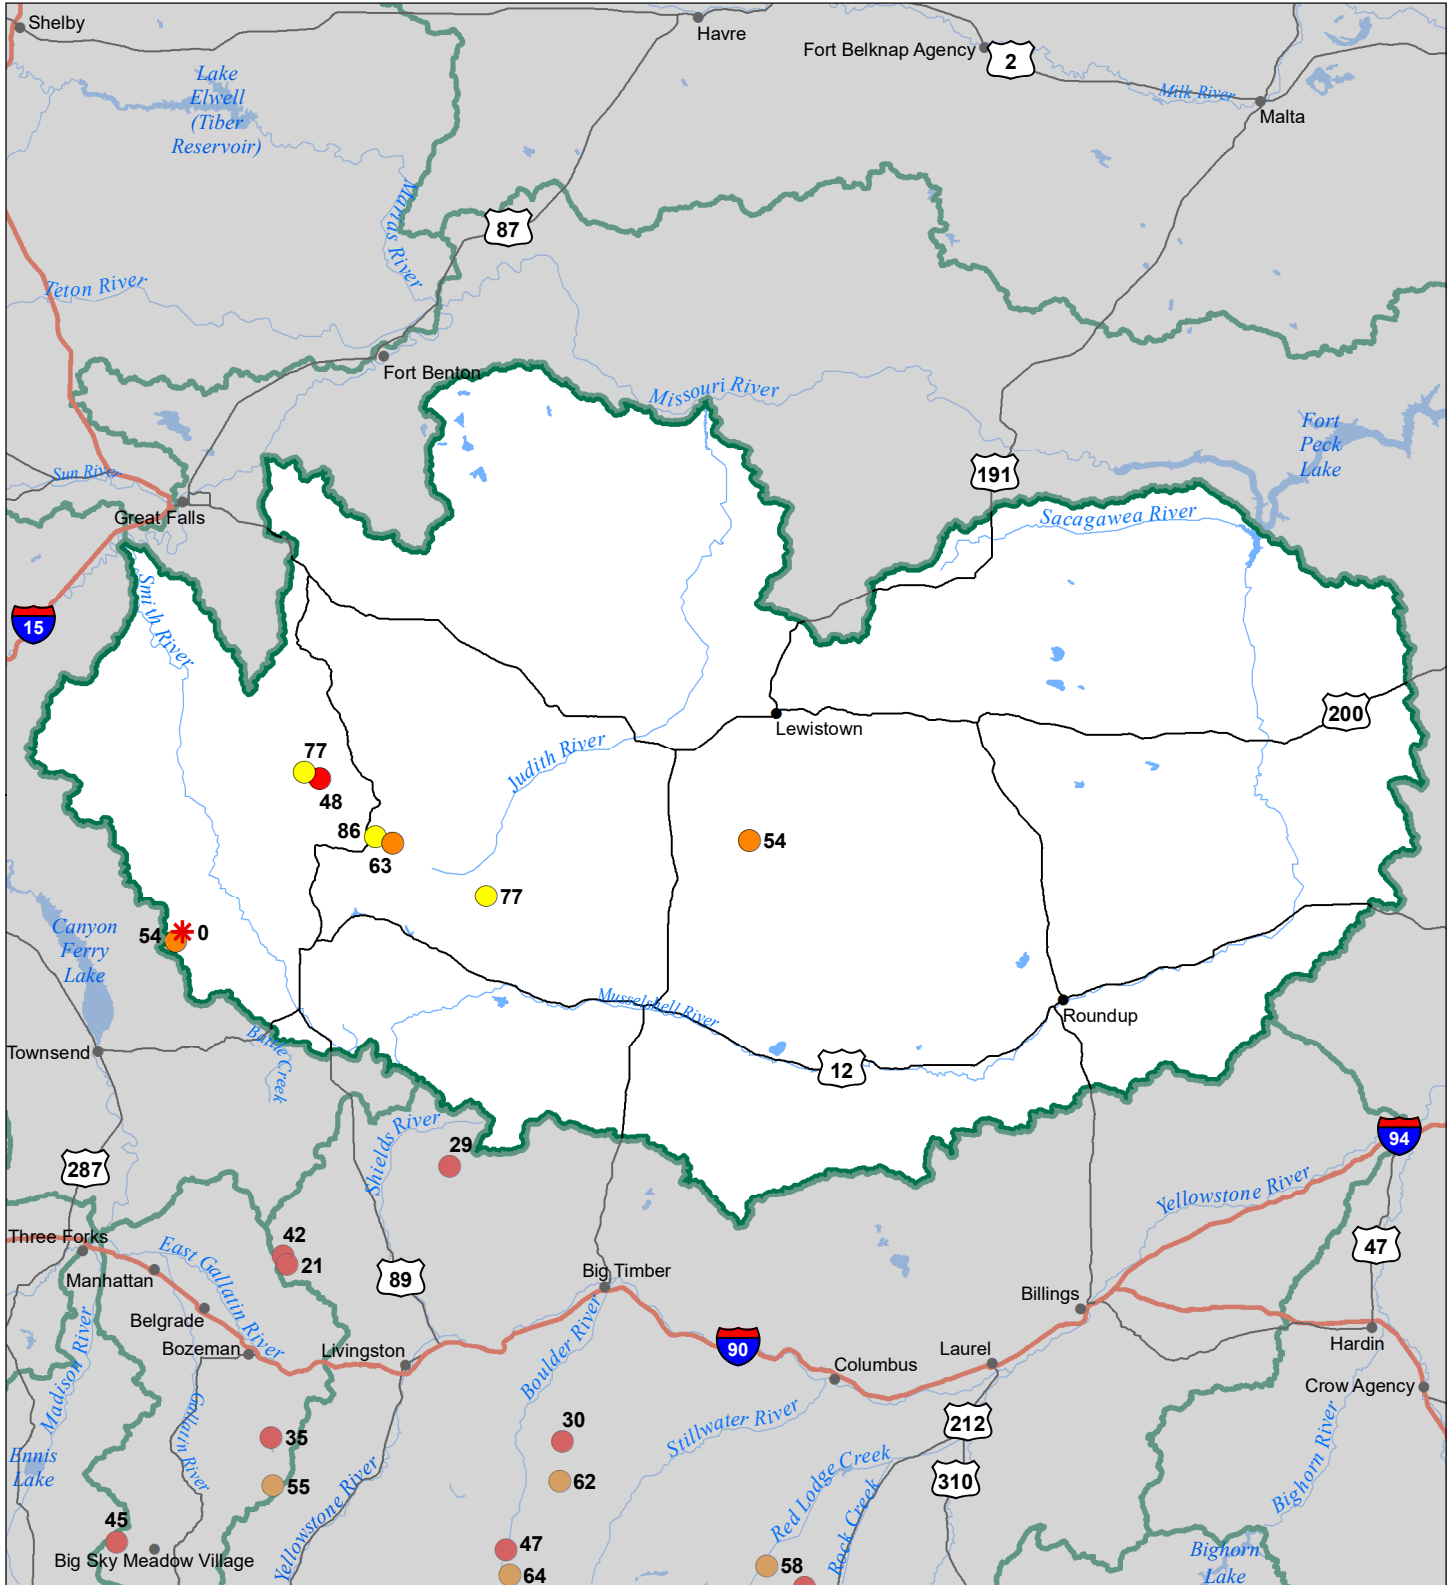 Shelby
Havre
Fort Belknap Agency
2
Lake
Elwell
(Tiber
Reservoir)
Milk River
Malta
Marias River
87
Teton River
Fort Benton
Missouri River
Fort
Peck
Lake
Sun River
191
Great Falls
Sacagawea River
Smith River
15
200
Lewistown
Judith River
77
48
86
63
54
77
Canyon
Ferry
Lake
54
0
Musselshell River
Roundup
Battle Creek
Townsend
12
Shields River
29
94
287
Yellowstone River
Three Forks
42
21
East Gallatin River
47
Manhattan
89
Big Timber
Billings
Belgrade
Madison River
Boulder River
Bozeman
Livingston
90
Columbus
Laurel
Hardin
Crow Agency
Gallatin River
Stillwater River
212
35
30
Ennis
Lake
Red Lodge Creek
310
Bighorn River
55
62
Yellowstone River
Rock Creek
45
47
Big Sky Meadow Village
64
58
Bighorn
Lake